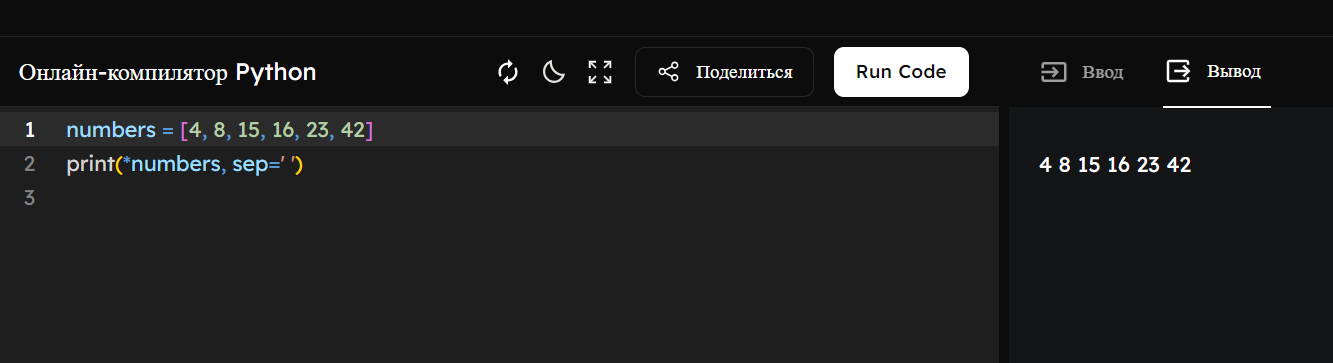 Онлайн-компилятор Python
Поделиться
Run Code
Ввод
Вывод
1 numbers = [4, 8, 15, 16, 23, 42]
2 print(*numbers, sep=' ')
3
4 8 15 16 23 42